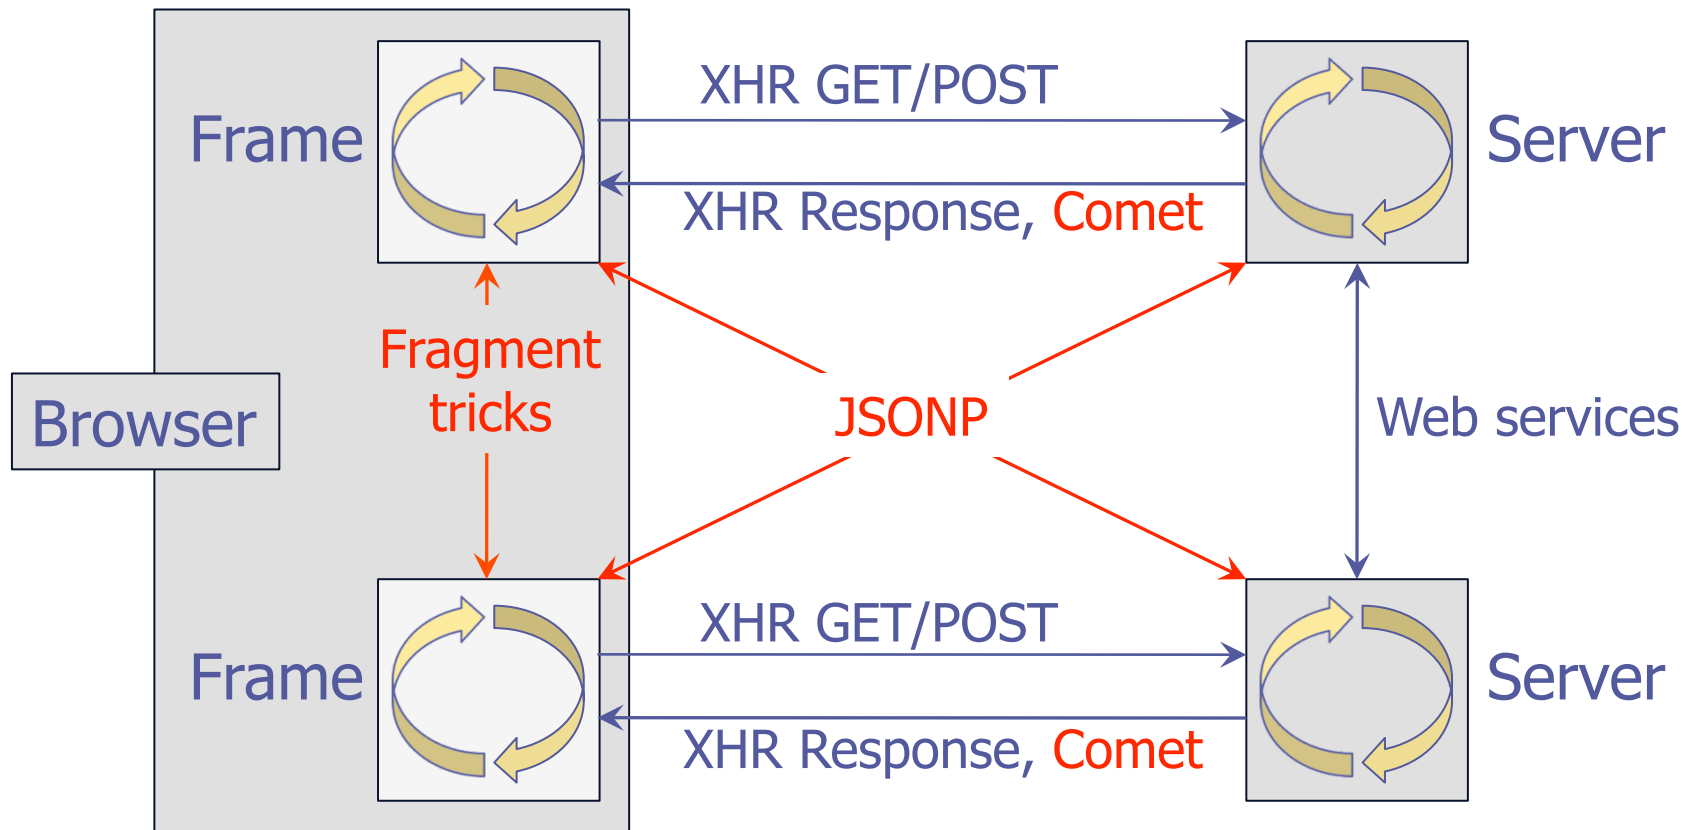 XHR GET/POST
Frame
Server
XHR Response, Comet
Fragment
tricks
Browser
JSONP
Web services
XHR GET/POST
Frame
Server
XHR Response, Comet